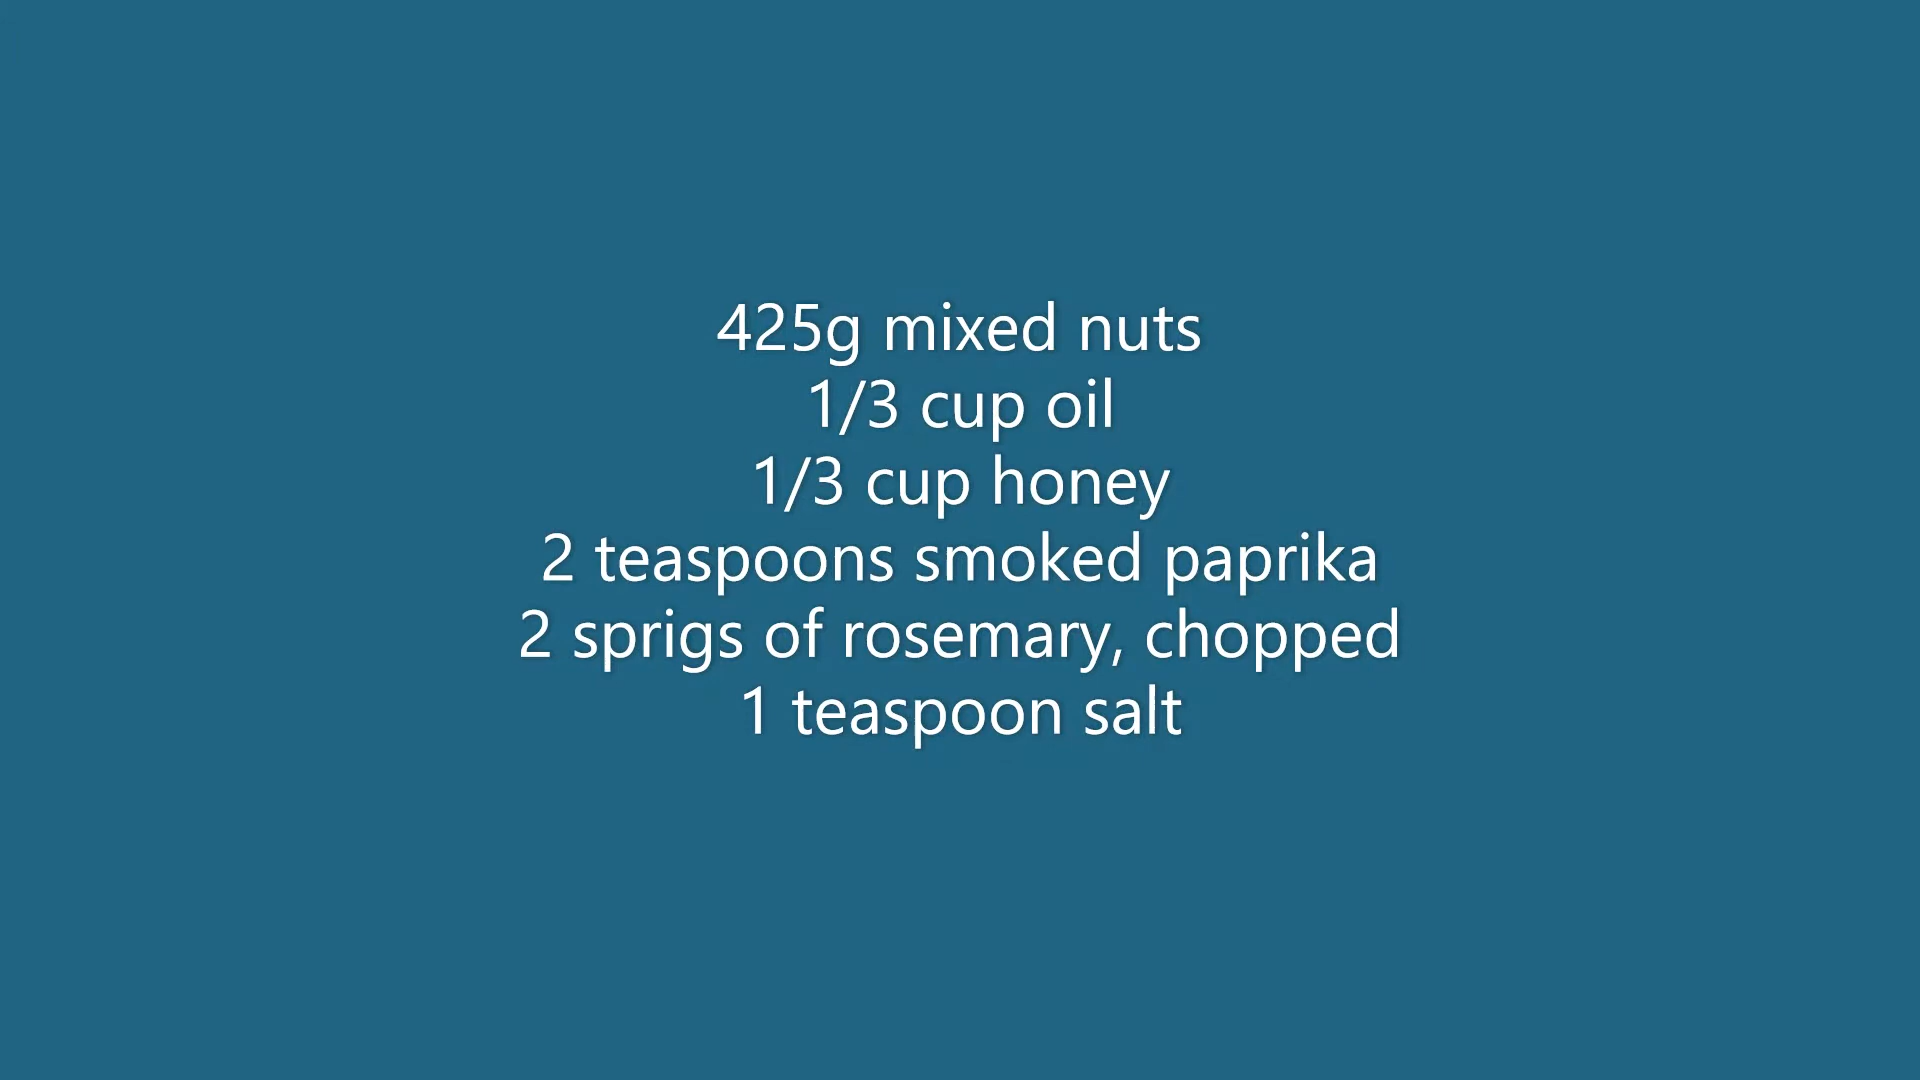 425g mixed nuts
1/3 cup oil
1/3 cup honey
2 teaspoons smoked paprika
2 sprigs of rosemary, chopped
1 teaspoon salt